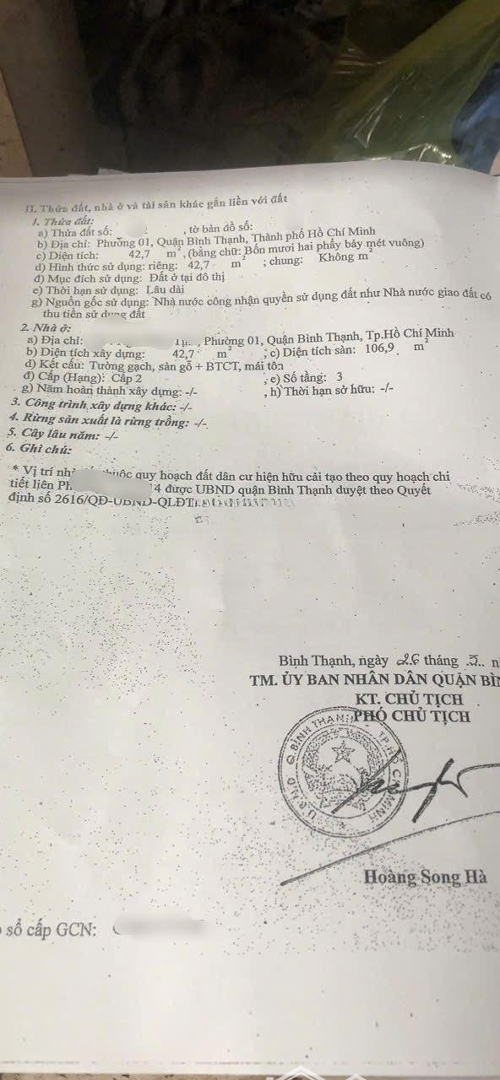 II. Thửa đất, nhà ở và tài sản khác gắn liền với đất
1. Thửa đất:
a) Thửa đất số: , tờ bản đồ số:
b) Địa chỉ: Phường 01, Quận Bình Thạnh, Thành phố Hồ Chí Minh
c) Diện tích: 42,7 m², (bằng chữ: Bốn mươi hai phẩy bảy mét vuông)
d) Hình thức sử dụng: riêng: 42,7 m² ; chung: Không m²
đ) Mục đích sử dụng: Đất ở tại đô thị
e) Thời hạn sử dụng: Lâu dài
g) Nguồn gốc sử dụng: Nhà nước công nhận quyền sử dụng đất như Nhà nước giao đất có
thu tiền sử dụng đất
2. Nhà ở:
a) Địa chỉ: , Phường 01, Quận Bình Thạnh, Tp.Hồ Chí Minh
b) Diện tích xây dựng: 42,7 m² ; c) Diện tích sàn: 106,9 m²
d) Kết cấu: Tường gạch, sàn gỗ + BTCT, mái tôn
đ) Cấp (Hạng): Cấp 2 , e) Số tầng: 3
g) Năm hoàn thành xây dựng: -/- , h) Thời hạn sở hữu: -/-
3. Công trình xây dựng khác: -/-
4. Rừng sản xuất là rừng trồng: -/-
5. Cây lâu năm: -/-
6. Ghi chú:
* Vị trí nhà thuộc quy hoạch đất dân cư hiện hữu cải tạo theo quy hoạch chi
tiết liên 4 được UBND quận Bình Thạnh duyệt theo Quyết
định số 2616/QĐ-UBND-QLĐT
Bình Thạnh, ngày 26 tháng 5..
TM. ỦY BAN NHÂN DÂN QUẬN BÌN
KT. CHỦ TỊCH
PHÓ CHỦ TỊCH
U.B.N.D Q.BÌNH THẠNH TP.HỒ CHÍ MINH
Hoàng Song Hà
số cấp GCN: